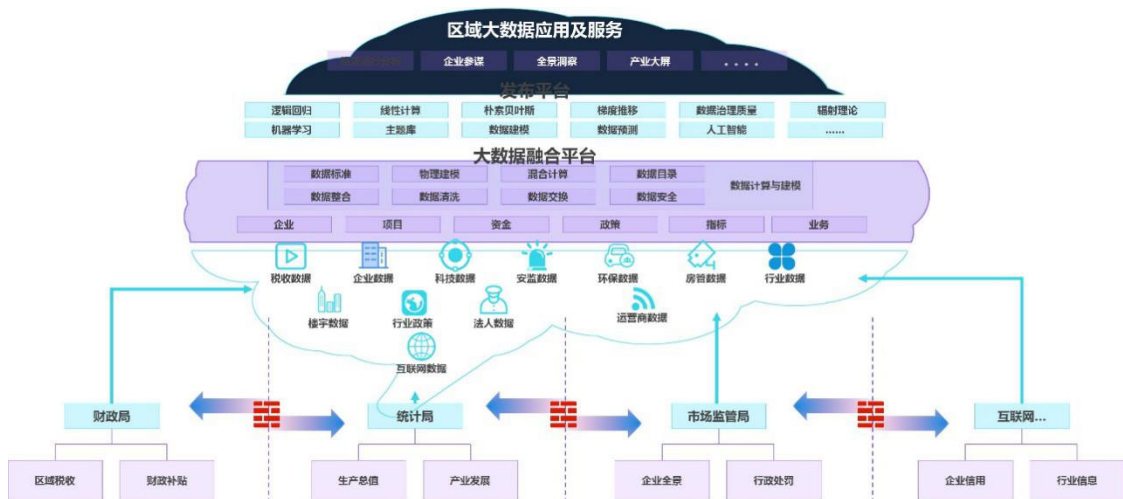 区域大数据应用及服务
企业参谋 全景洞察 产业大屏 . . . .
发布平台
逻辑回归 线性计算 朴素贝叶斯 梯度推移 数据治理质量 辐射理论
机器学习 主题库 数据建模 数据预测 人工智能 ......
大数据融合平台
数据标准 物理建模 混合计算 数据目录
数据计算与建模
数据整合 数据清洗 数据交换 数据安全
企业 项目 资金 政策 指标 业务
税收数据 企业数据 科技数据 安监数据 环保数据 房管数据 行业数据
楼宇数据 行业政策 法人数据 运营商数据
互联网数据
财政局 统计局 市场监管局 互联网...
区域税收 财政补贴 生产总值 产业发展 企业全景 行政处罚 企业信用 行业信息